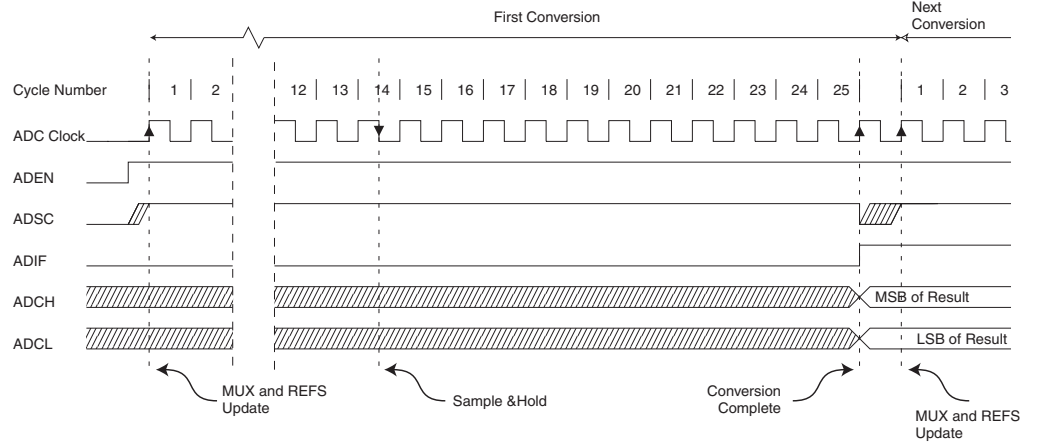 First Conversion
Next
Conversion
Cycle Number 1 2 12 13 14 15 16 17 18 19 20 21 22 23 24 25 1 2 3
ADC Clock
ADEN
ADSC
ADIF
ADCH
MSB of Result
ADCL
LSB of Result
MUX and REFS
Update
Sample &Hold
Conversion
Complete
MUX and REFS
Update